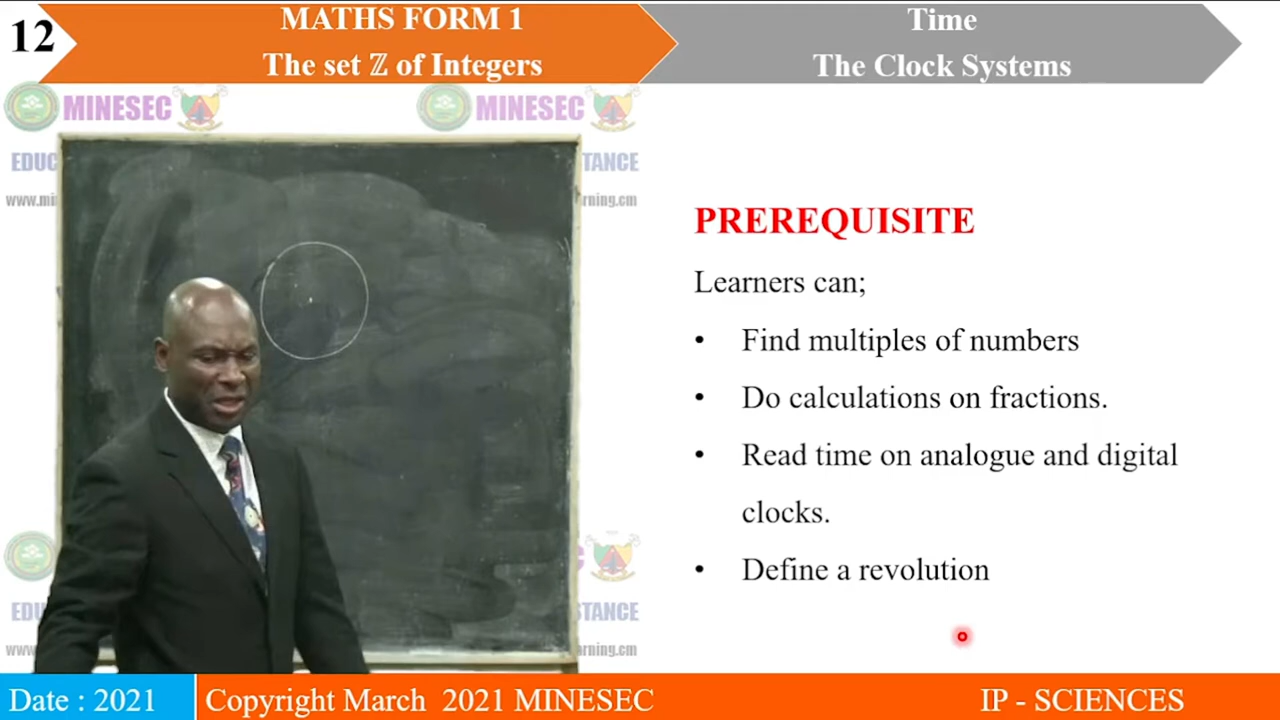 12
MATHS FORM 1
The set ℤ of Integers
Time
The Clock Systems
MINESEC
MINESEC
EDUC
TANCE
www.mi
rning.cm
PREREQUISITE
Learners can;
• Find multiples of numbers
• Do calculations on fractions.
• Read time on analogue and digital
clocks.
• Define a revolution
EDU
STANCE
www.
rning.cm
Date : 2021
Copyright March 2021 MINESEC
IP - SCIENCES